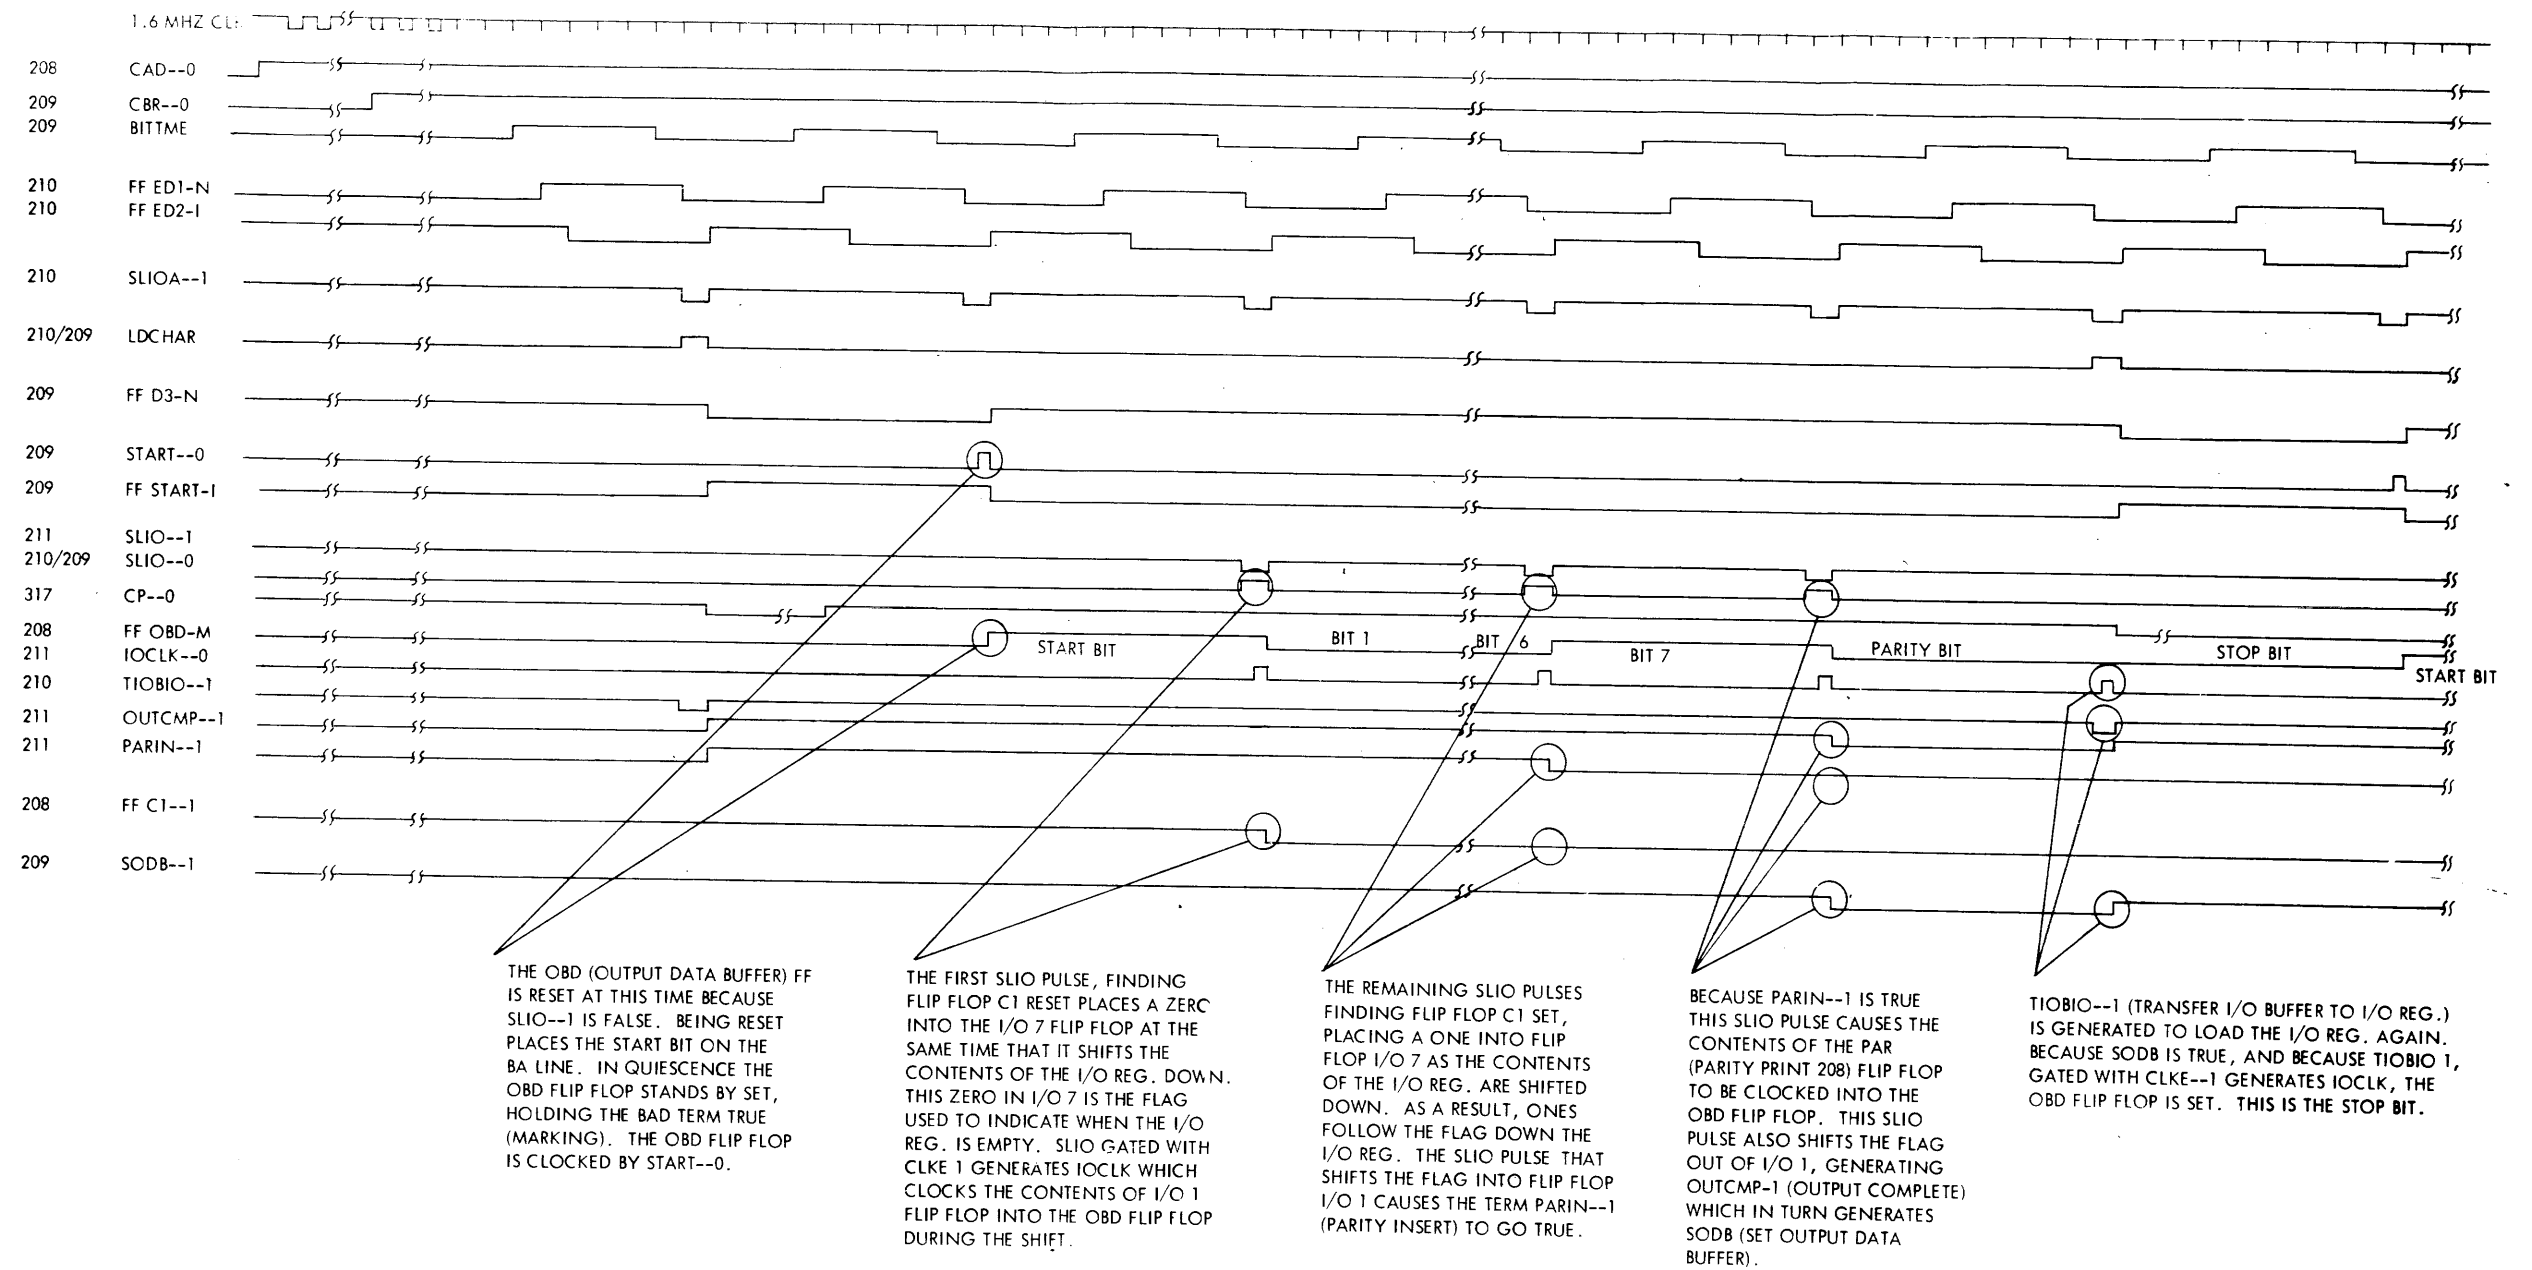 1.6 MHZ CL
208 CAD--0
209 CBR--0
209 BITTME
210 FF ED1-N
210 FF ED2-I
210 SLIOA--1
210/209 LDCHAR
209 FF D3-N
209 START--0
209 FF START-I
211 SLIO--1
210/209 SLIO--0
317 CP--0
208 FF OBD-M
START BIT BIT 1 BIT 6 BIT 7 PARITY BIT STOP BIT START BIT
211 IOCLK--0
210 TIOBIO--1
211 OUTCMP--1
211 PARIN--1
208 FF C1--1
209 SODB--1
THE OBD (OUTPUT DATA BUFFER) FF
IS RESET AT THIS TIME BECAUSE
SLIO--1 IS FALSE. BEING RESET
PLACES THE START BIT ON THE
BA LINE. IN QUIESCENCE THE
OBD FLIP FLOP STANDS BY SET,
HOLDING THE BAD TERM TRUE
(MARKING). THE OBD FLIP FLOP
IS CLOCKED BY START--0.
THE FIRST SLIO PULSE, FINDING
FLIP FLOP C1 RESET PLACES A ZERO
INTO THE I/O 7 FLIP FLOP AT THE
SAME TIME THAT IT SHIFTS THE
CONTENTS OF THE I/O REG. DOWN.
THIS ZERO IN I/O 7 IS THE FLAG
USED TO INDICATE WHEN THE I/O
REG. IS EMPTY. SLIO GATED WITH
CLKE 1 GENERATES IOCLK WHICH
CLOCKS THE CONTENTS OF I/O 1
FLIP FLOP INTO THE OBD FLIP FLOP
DURING THE SHIFT.
THE REMAINING SLIO PULSES
FINDING FLIP FLOP C1 SET,
PLACING A ONE INTO FLIP
FLOP I/O 7 AS THE CONTENTS
OF THE I/O REG. ARE SHIFTED
DOWN. AS A RESULT, ONES
FOLLOW THE FLAG DOWN THE
I/O REG. THE SLIO PULSE THAT
SHIFTS THE FLAG INTO FLIP FLOP
I/O 1 CAUSES THE TERM PARIN--1
(PARITY INSERT) TO GO TRUE.
BECAUSE PARIN--1 IS TRUE
THIS SLIO PULSE CAUSES THE
CONTENTS OF THE PAR
(PARITY PRINT 208) FLIP FLOP
TO BE CLOCKED INTO THE
OBD FLIP FLOP. THIS SLIO
PULSE ALSO SHIFTS THE FLAG
OUT OF I/O 1, GENERATING
OUTCMP-1 (OUTPUT COMPLETE)
WHICH IN TURN GENERATES
SODB (SET OUTPUT DATA
BUFFER).
TIOBIO--1 (TRANSFER I/O BUFFER TO I/O REG.)
IS GENERATED TO LOAD THE I/O REG. AGAIN.
BECAUSE SODB IS TRUE, AND BECAUSE TIOBIO 1,
GATED WITH CLKE--1 GENERATES IOCLK, THE
OBD FLIP FLOP IS SET. THIS IS THE STOP BIT.